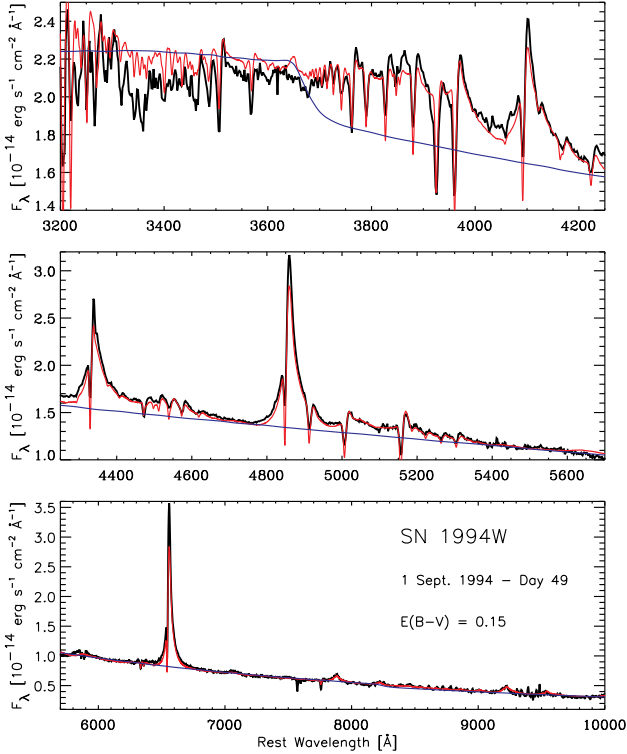 2.4
2.2
2.0
1.8
1.6
1.4
F_λ [10⁻¹⁴ erg s⁻¹ cm⁻² Å⁻¹]
3200 3400 3600 3800 4000 4200
3.0
2.5
2.0
1.5
1.0
F_λ [10⁻¹⁴ erg s⁻¹ cm⁻² Å⁻¹]
4400 4600 4800 5000 5200 5400 5600
3.5
3.0
2.5
2.0
1.5
1.0
0.5
F_λ [10⁻¹⁴ erg s⁻¹ cm⁻² Å⁻¹]
SN 1994W
1 Sept. 1994 – Day 49
E(B–V) = 0.15
6000 7000 8000 9000 10000
Rest Wavelength [Å]